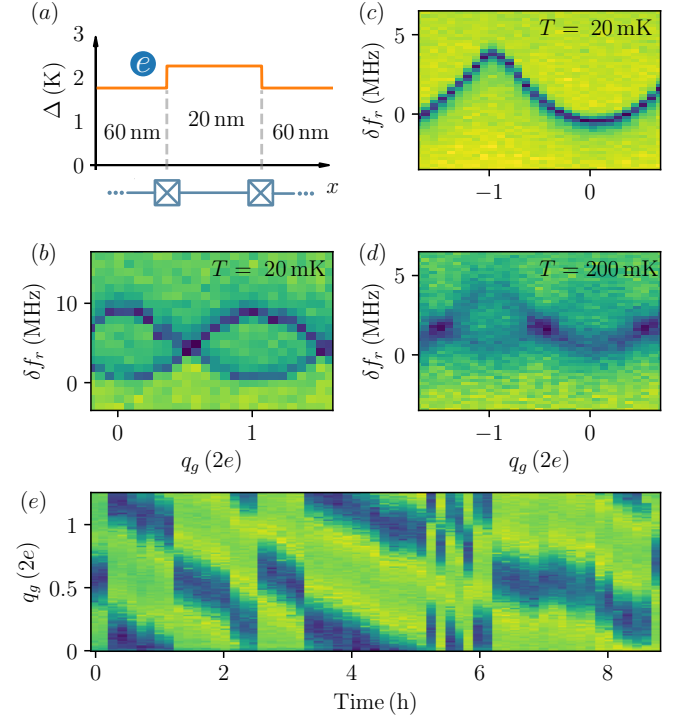 (a)
3
2
1
0
Δ (K)
e
60 nm
20 nm
60 nm
x
(c)
T = 20 mK
5
0
δf_r (MHz)
−1
0
(b)
T = 20 mK
10
0
δf_r (MHz)
0
1
q_g (2e)
(d)
T = 200 mK
5
0
δf_r (MHz)
−1
0
q_g (2e)
(e)
1
0.5
0
q_g (2e)
0
2
4
6
8
Time (h)